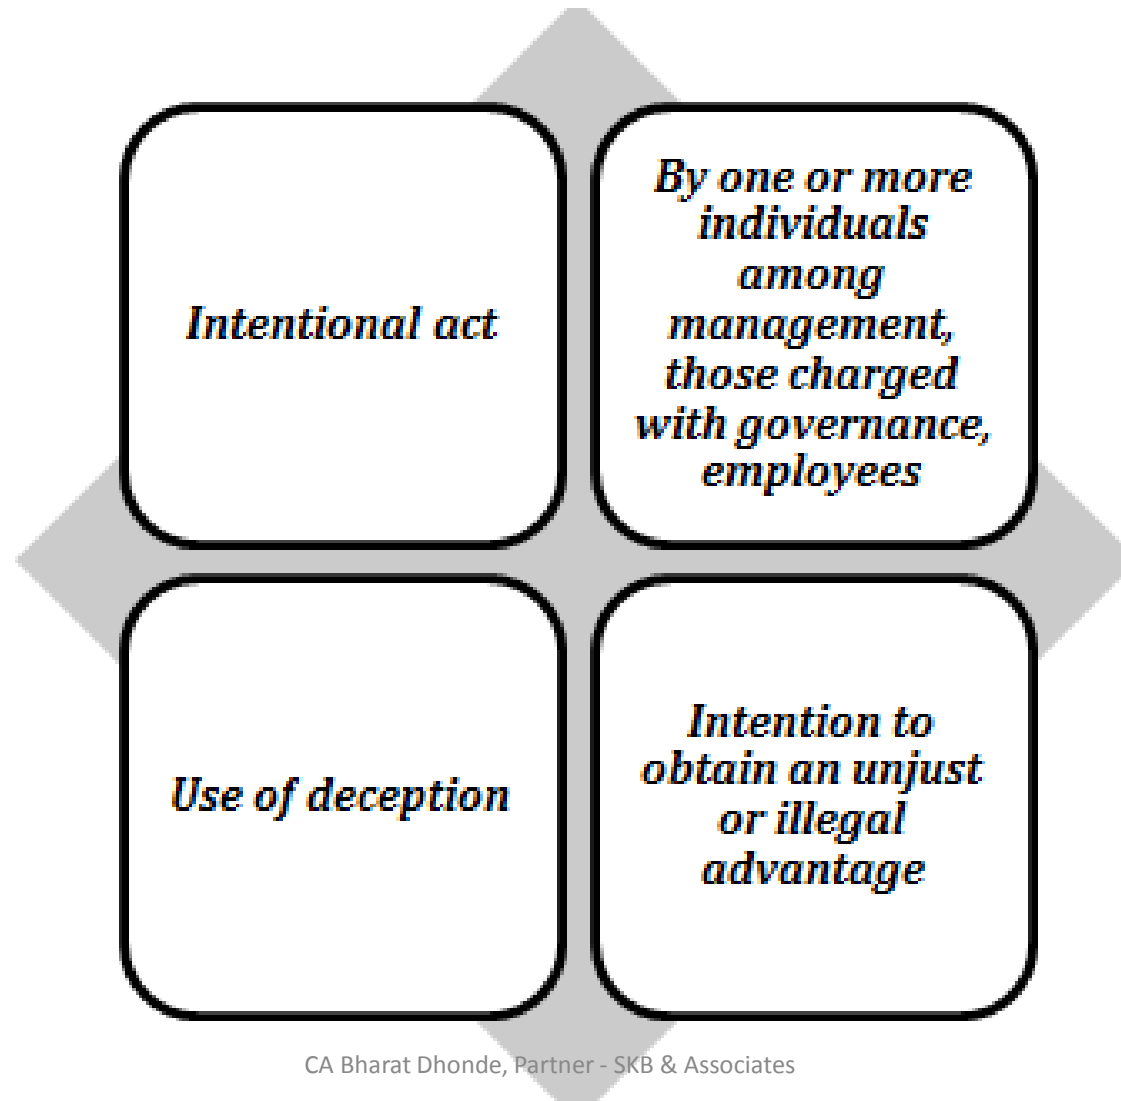 Intentional act
By one or more
individuals
among
management,
those charged
with governance,
employees
Use of deception
Intention to
obtain an unjust
or illegal
advantage
CA Bharat Dhonde, Partner - SKB & Associates